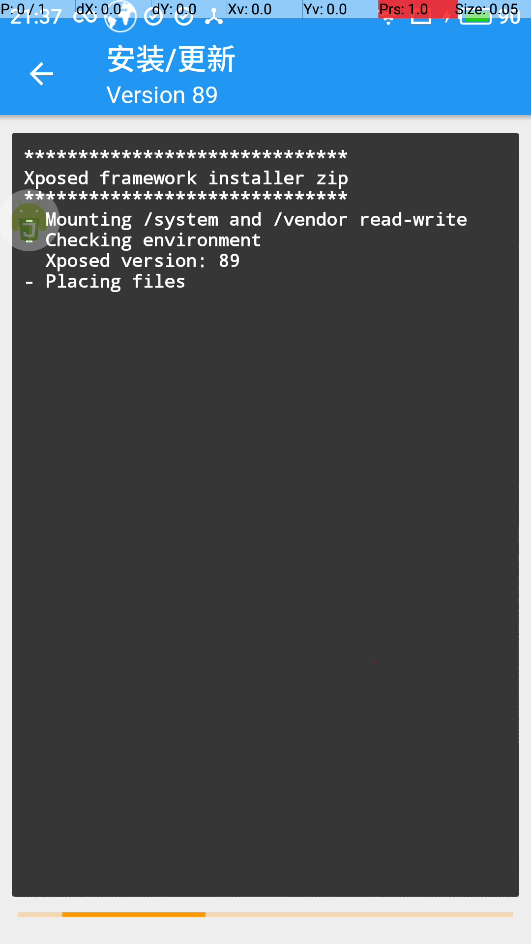 P: 0 / 1 dX: 0.0 dY: 0.0 Xv: 0.0 Yv: 0.0 Prs: 1.0 Size: 0.05
21:37 90
安装/更新
Version 89
******************************
Xposed framework installer zip
******************************
- Mounting /system and /vendor read-write
- Checking environment
Xposed version: 89
- Placing files